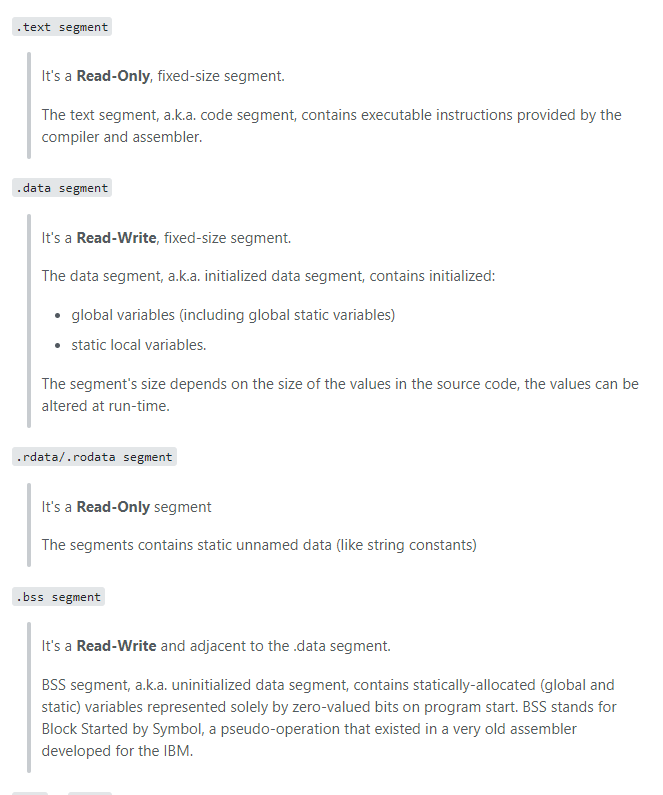 .text segment
It's a Read-Only, fixed-size segment.
The text segment, a.k.a. code segment, contains executable instructions provided by the
compiler and assembler.
.data segment
It's a Read-Write, fixed-size segment.
The data segment, a.k.a. initialized data segment, contains initialized:
• global variables (including global static variables)
• static local variables.
The segment's size depends on the size of the values in the source code, the values can be
altered at run-time.
.rdata/.rodata segment
It's a Read-Only segment
The segments contains static unnamed data (like string constants)
.bss segment
It's a Read-Write and adjacent to the .data segment.
BSS segment, a.k.a. uninitialized data segment, contains statically-allocated (global and
static) variables represented solely by zero-valued bits on program start. BSS stands for
Block Started by Symbol, a pseudo-operation that existed in a very old assembler
developed for the IBM.